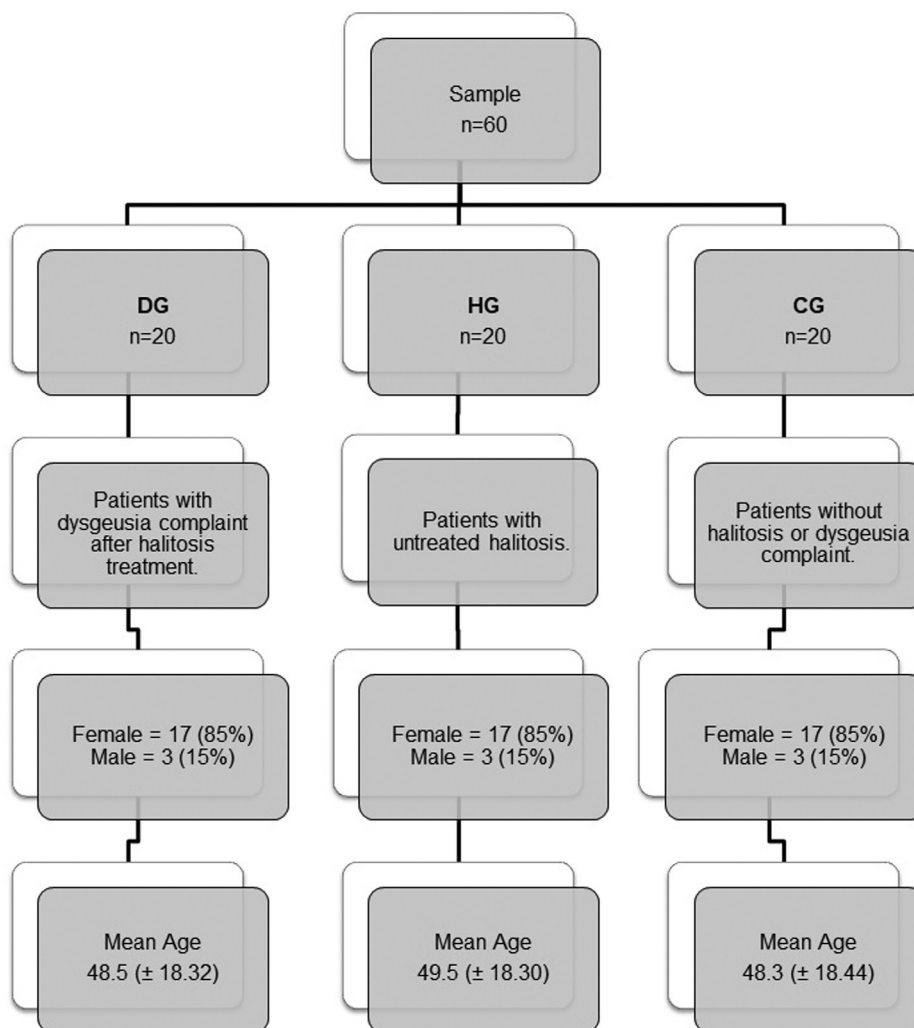 Sample
n=60
DG
n=20
HG
n=20
CG
n=20
Patients with
dysgeusia complaint
after halitosis
treatment.
Patients with
untreated halitosis.
Patients without
halitosis or dysgeusia
complaint.
Female = 17 (85%)
Male = 3 (15%)
Female = 17 (85%)
Male = 3 (15%)
Female = 17 (85%)
Male = 3 (15%)
Mean Age
48.5 (± 18.32)
Mean Age
49.5 (± 18.30)
Mean Age
48.3 (± 18.44)